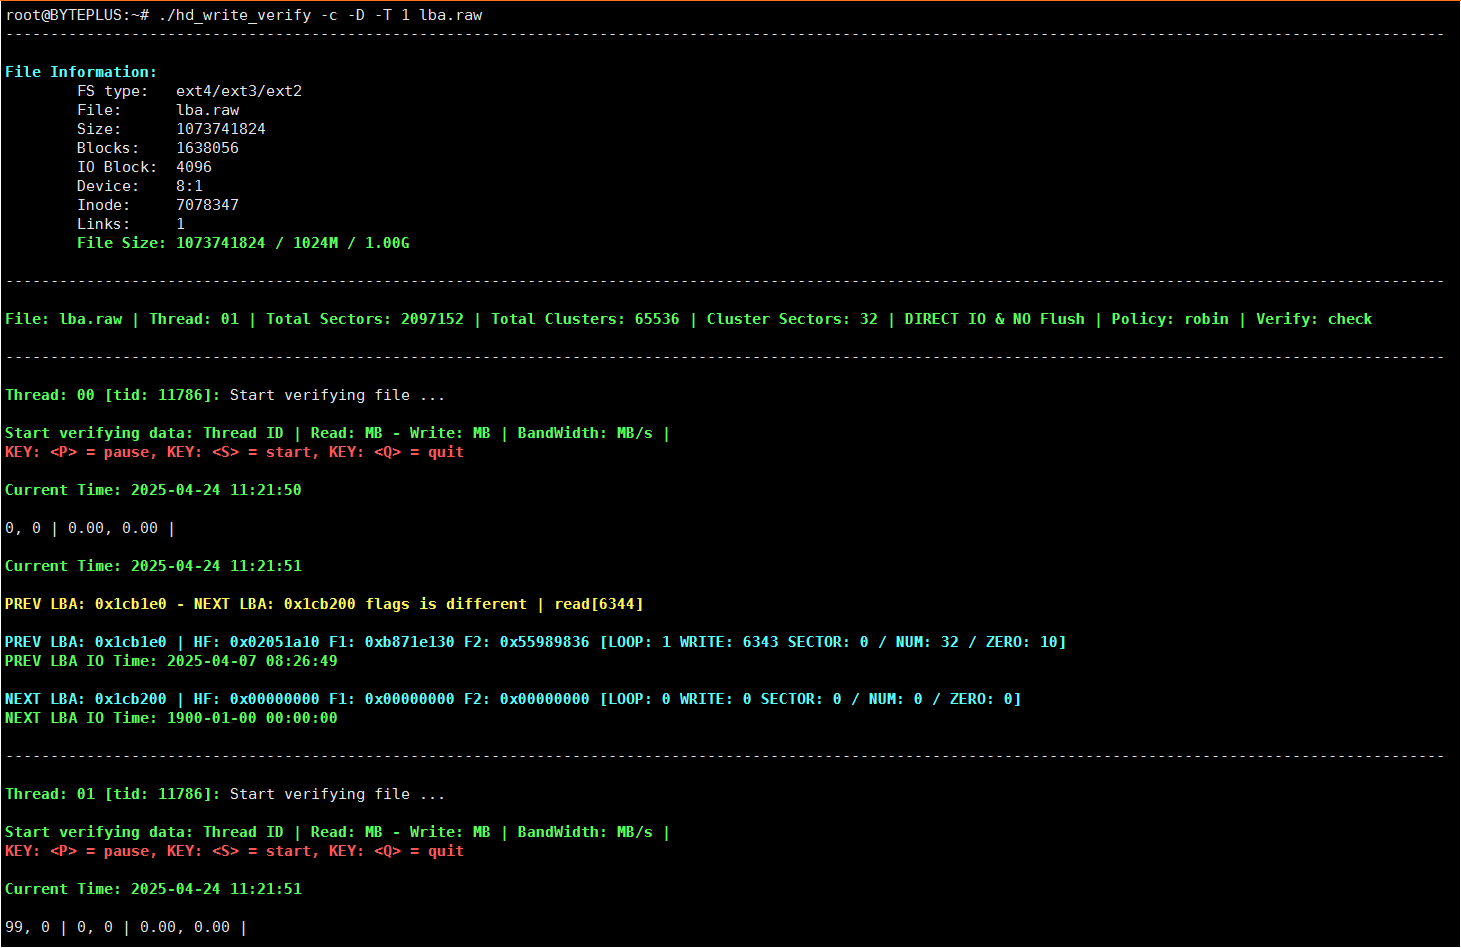 root@BYTEPLUS:~# ./hd_write_verify -c -D -T 1 lba.raw
----------------------------------------------------------------------------------------------------------------------------------------------------------------
File Information:
FS type: ext4/ext3/ext2
File: lba.raw
Size: 1073741824
Blocks: 1638056
IO Block: 4096
Device: 8:1
Inode: 7078347
Links: 1
File Size: 1073741824 / 1024M / 1.00G
----------------------------------------------------------------------------------------------------------------------------------------------------------------
File: lba.raw | Thread: 01 | Total Sectors: 2097152 | Total Clusters: 65536 | Cluster Sectors: 32 | DIRECT IO & NO Flush | Policy: robin | Verify: check
----------------------------------------------------------------------------------------------------------------------------------------------------------------
Thread: 00 [tid: 11786]: Start verifying file ...
Start verifying data: Thread ID | Read: MB - Write: MB | BandWidth: MB/s |
KEY: <P> = pause, KEY: <S> = start, KEY: <Q> = quit
Current Time: 2025-04-24 11:21:50
0, 0 | 0.00, 0.00 |
Current Time: 2025-04-24 11:21:51
PREV LBA: 0x1cb1e0 - NEXT LBA: 0x1cb200 flags is different | read[6344]
PREV LBA: 0x1cb1e0 | HF: 0x02051a10 F1: 0xb871e130 F2: 0x55989836 [LOOP: 1 WRITE: 6343 SECTOR: 0 / NUM: 32 / ZERO: 10]
PREV LBA IO Time: 2025-04-07 08:26:49
NEXT LBA: 0x1cb200 | HF: 0x00000000 F1: 0x00000000 F2: 0x00000000 [LOOP: 0 WRITE: 0 SECTOR: 0 / NUM: 0 / ZERO: 0]
NEXT LBA IO Time: 1900-01-00 00:00:00
----------------------------------------------------------------------------------------------------------------------------------------------------------------
Thread: 01 [tid: 11786]: Start verifying file ...
Start verifying data: Thread ID | Read: MB - Write: MB | BandWidth: MB/s |
KEY: <P> = pause, KEY: <S> = start, KEY: <Q> = quit
Current Time: 2025-04-24 11:21:51
99, 0 | 0, 0 | 0.00, 0.00 |